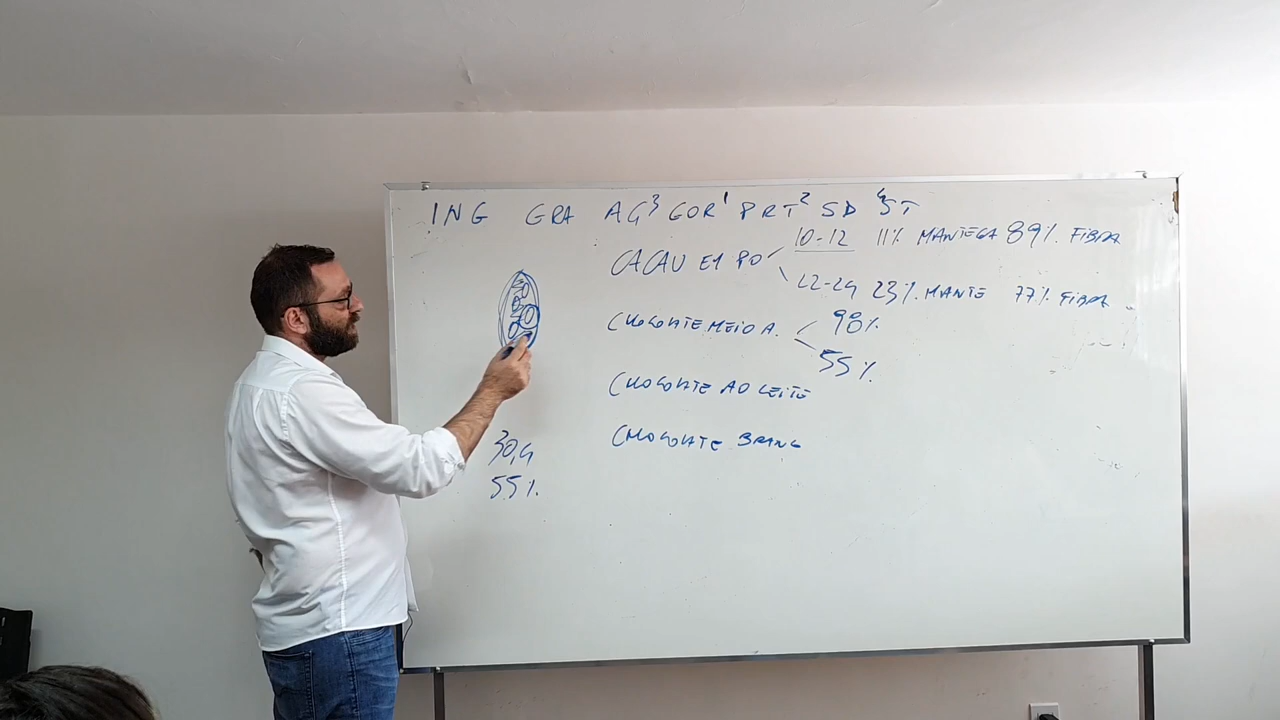 ING GRA AG³ GOR¹ PRT² SD ⁴ST
CACAU EM PO
10-12 11% MANTEGA 89% FIBRA
22-24 23% MANTE 77% FIBRA
CHOCOLATE MEIO A.
98%
55%
CHOCOLATE AO LEITE
CHOCOLATE BRANC
30,4
55%